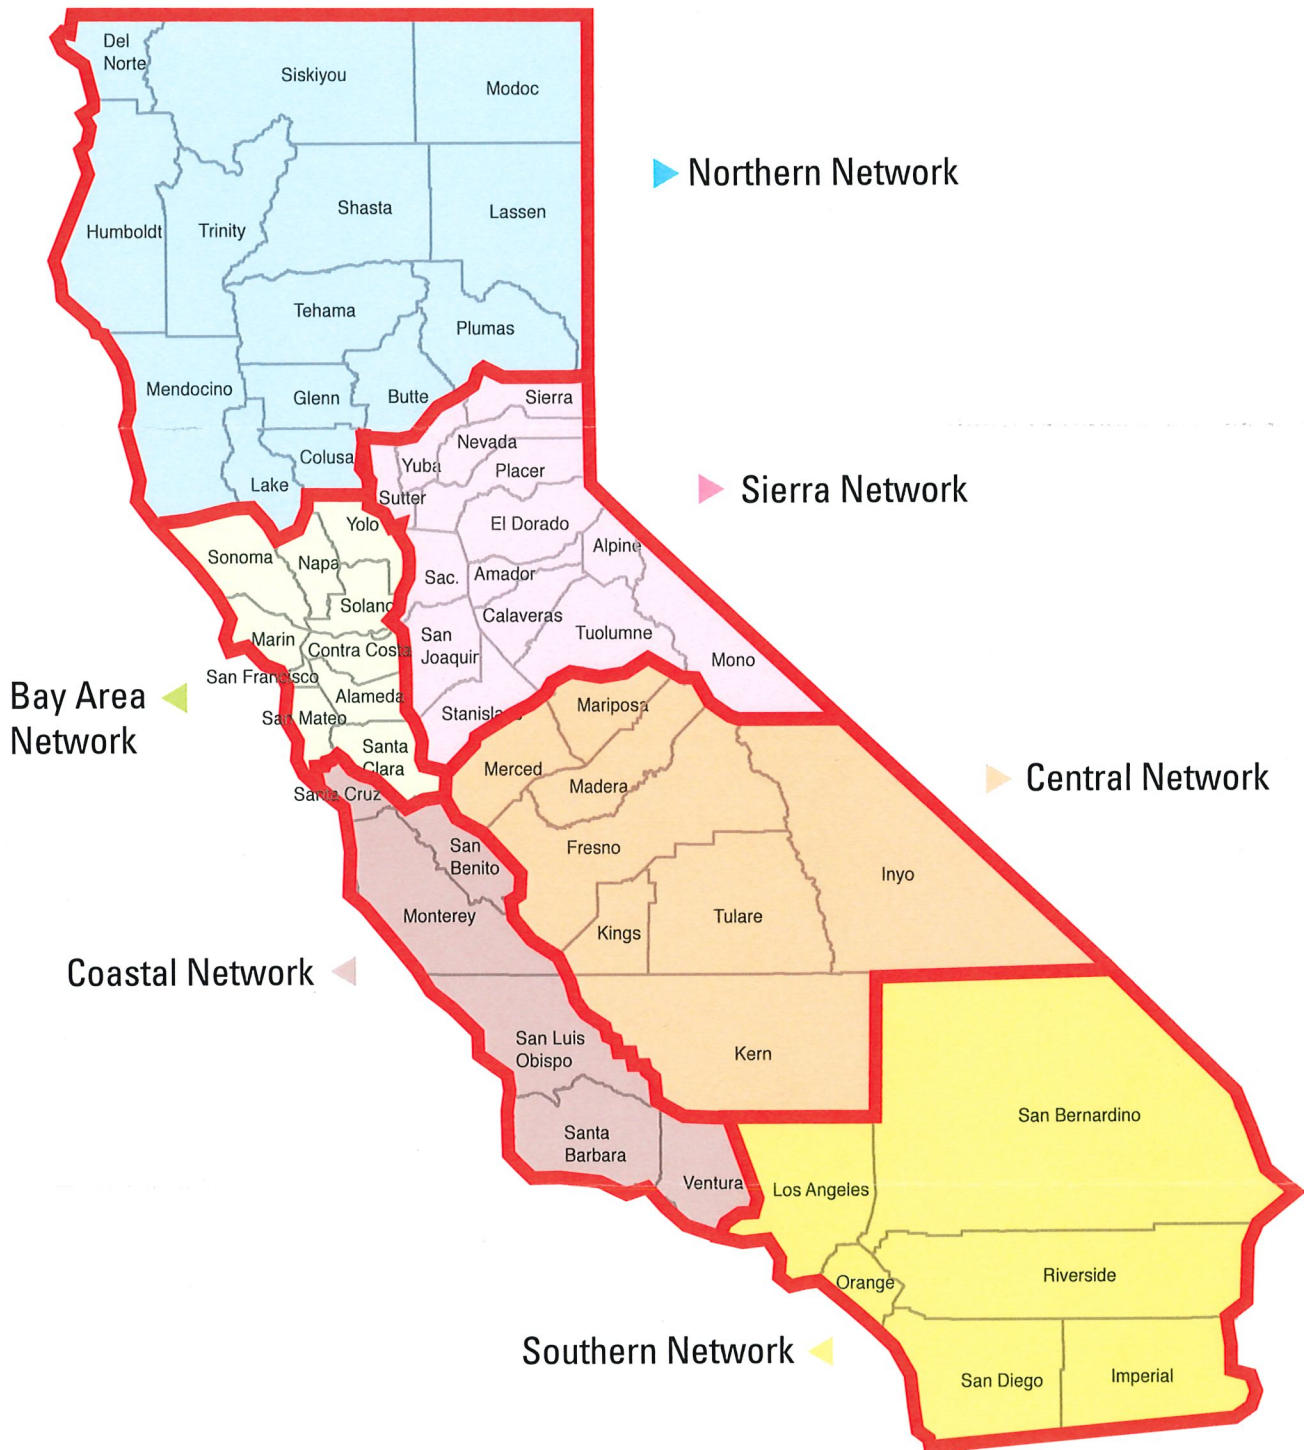 Del
Norte
Siskiyou
Modoc
Northern Network
Humboldt
Trinity
Shasta
Lassen
Tehama
Plumas
Mendocino
Glenn
Butte
Sierra
Nevada
Colusa
Yuba
Placer
Lake
Sutter
Sierra Network
Yolo
El Dorado
Alpine
Sonoma
Napa
Sac.
Amador
Solano
Calaveras
Marin
Contra Costa
San
Joaquin
Tuolumne
Mono
San Francisco
Bay Area
Network
Alameda
San Mateo
Stanislaus
Mariposa
Santa
Clara
Merced
Madera
Central Network
Santa Cruz
San
Benito
Fresno
Inyo
Monterey
Kings
Tulare
Coastal Network
San Luis
Obispo
Kern
San Bernardino
Santa
Barbara
Ventura
Los Angeles
Orange
Riverside
Southern Network
San Diego
Imperial